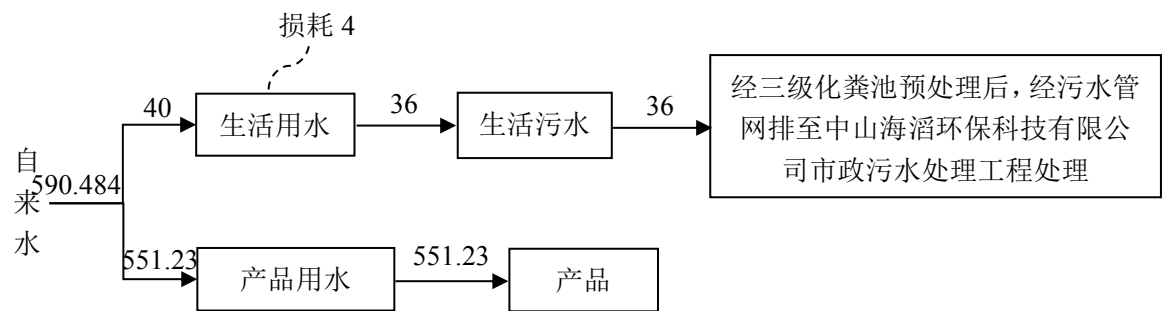 损耗 4
40
生活用水
36
生活污水
36
经三级化粪池预处理后，经污水管
网排至中山海滔环保科技有限公
司市政污水处理工程处理
自
来
水
590.484
551.23
产品用水
551.23
产品